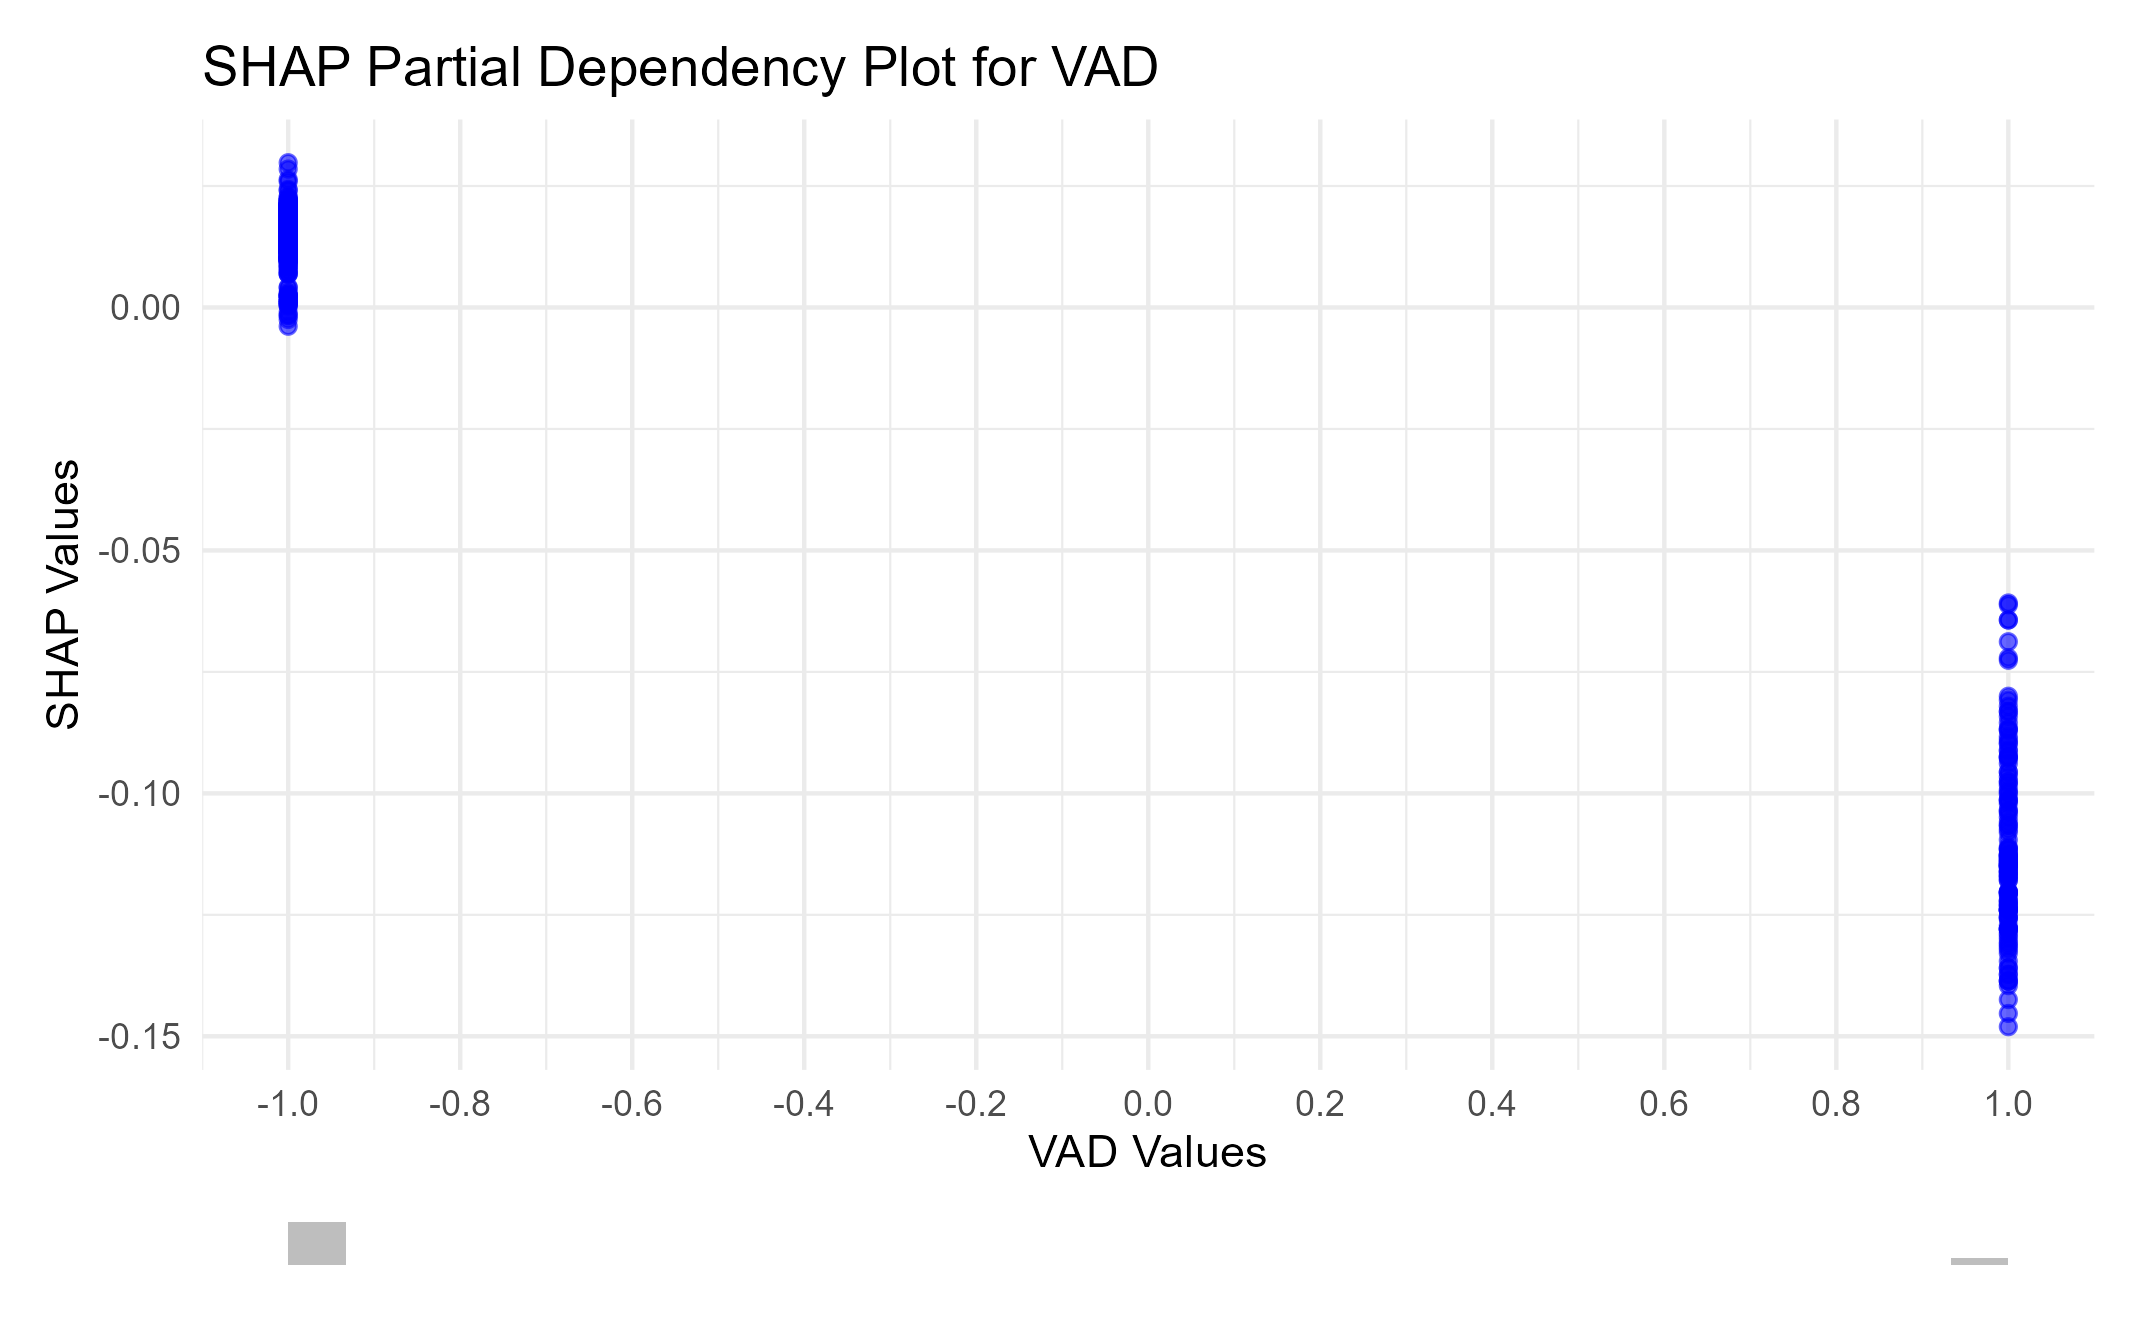 SHAP Partial Dependency Plot for VAD
SHAP Values
0.00
-0.05
-0.10
-0.15
-1.0 -0.8 -0.6 -0.4 -0.2 0.0 0.2 0.4 0.6 0.8 1.0
VAD Values